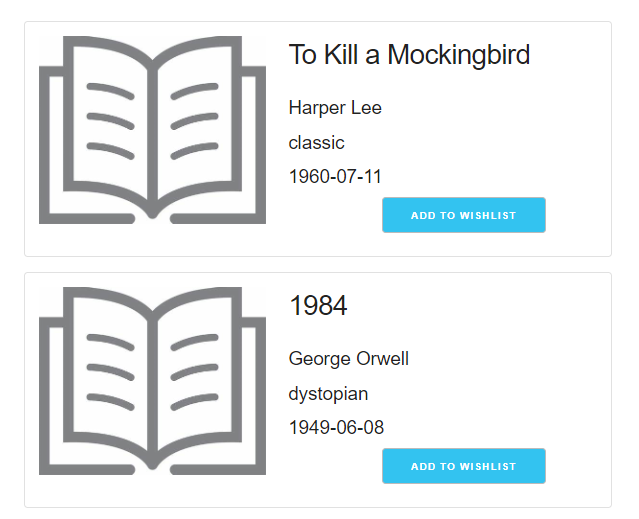 To Kill a Mockingbird
Harper Lee
classic
1960-07-11
ADD TO WISHLIST
1984
George Orwell
dystopian
1949-06-08
ADD TO WISHLIST